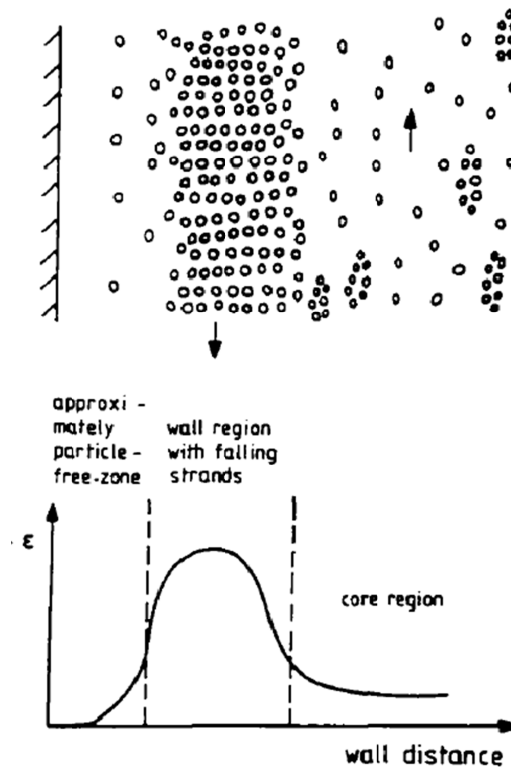 approxi -
mately
particle-
free-zone
wall region
with falling
strands
ε
core region
wall distance